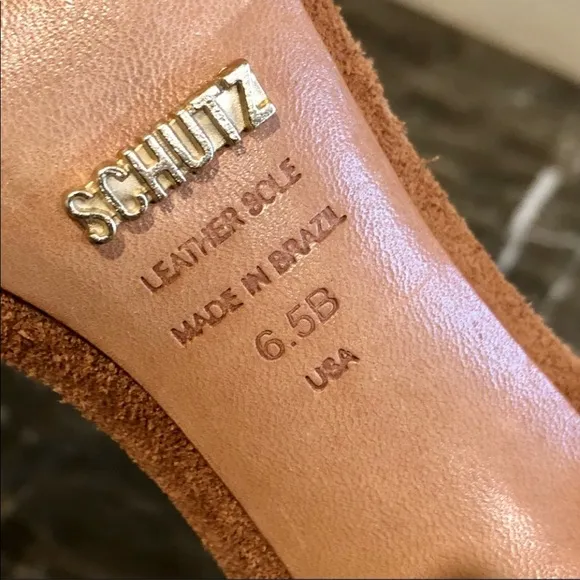 SCHUTZ
LEATHER SOLE
MADE IN BRAZIL
6.5B
USA